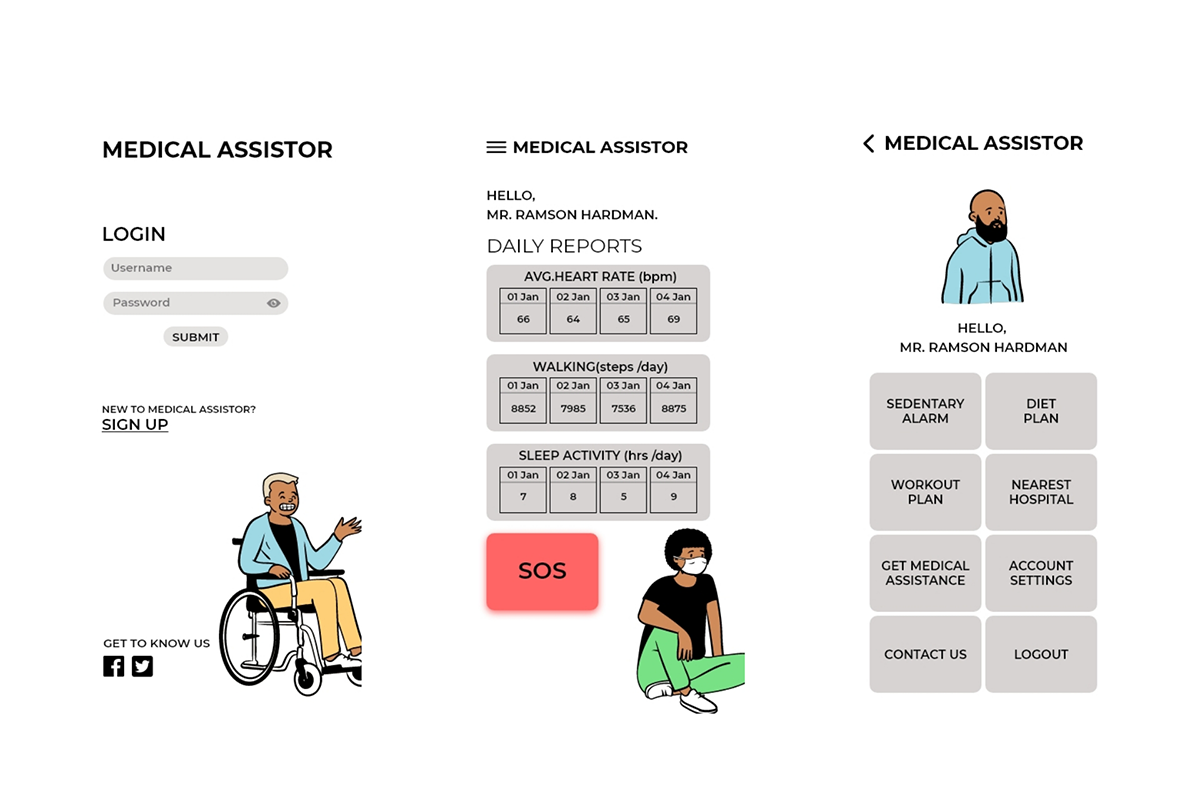 MEDICAL ASSISTOR
LOGIN
Username
Password
SUBMIT
NEW TO MEDICAL ASSISTOR?
SIGN UP
GET TO KNOW US
MEDICAL ASSISTOR
HELLO,
MR. RAMSON HARDMAN.
DAILY REPORTS
AVG.HEART RATE (bpm)
01 Jan 02 Jan 03 Jan 04 Jan
66 64 65 69
WALKING(steps /day)
01 Jan 02 Jan 03 Jan 04 Jan
8852 7985 7536 8875
SLEEP ACTIVITY (hrs /day)
01 Jan 02 Jan 03 Jan 04 Jan
7 8 5 9
SOS
MEDICAL ASSISTOR
HELLO,
MR. RAMSON HARDMAN
SEDENTARY
ALARM
DIET
PLAN
WORKOUT
PLAN
NEAREST
HOSPITAL
GET MEDICAL
ASSISTANCE
ACCOUNT
SETTINGS
CONTACT US
LOGOUT